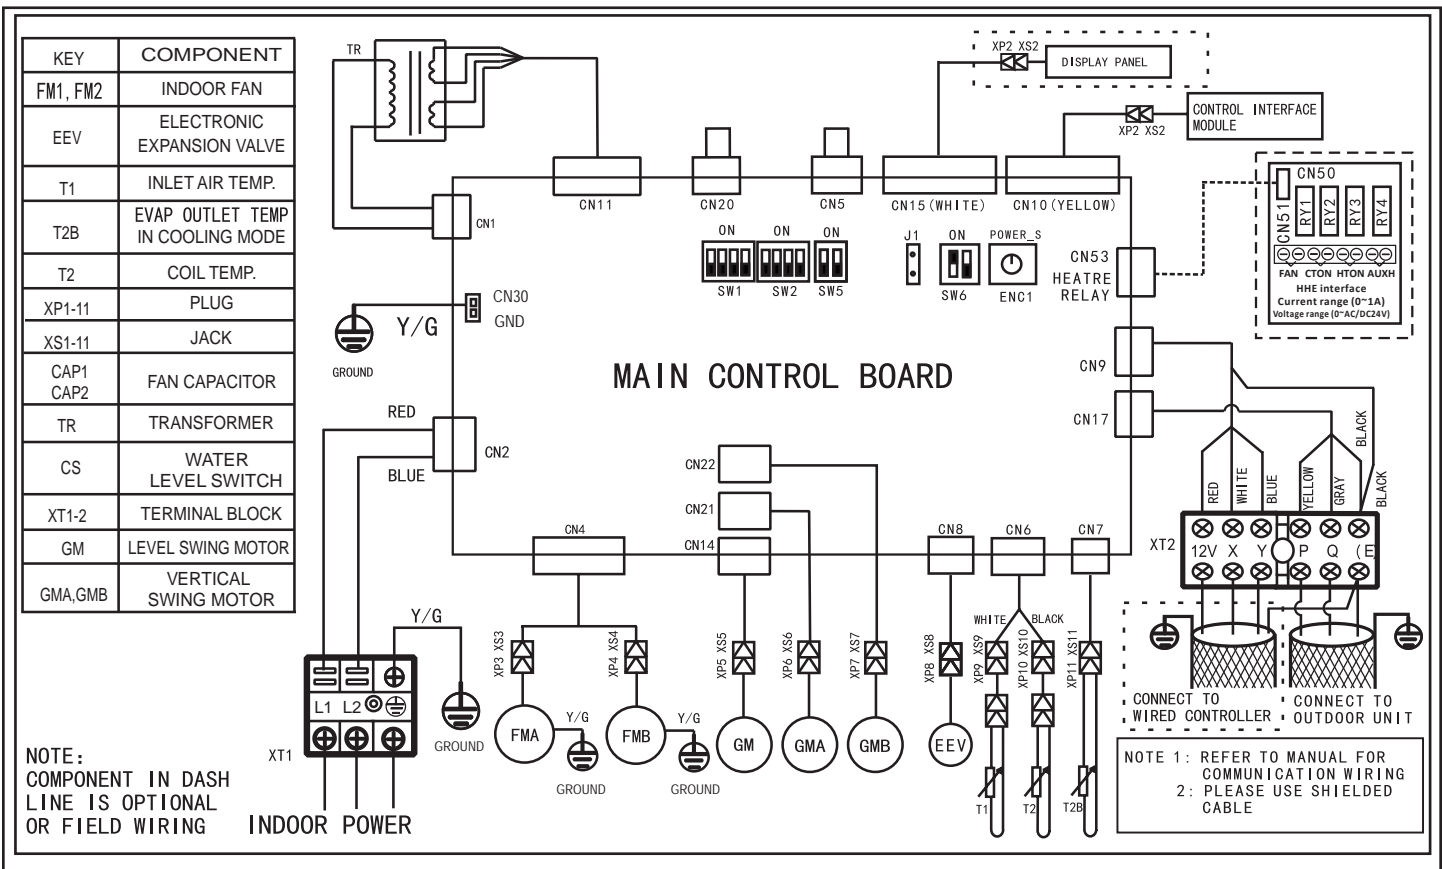 KEY COMPONENT
FM1, FM2 INDOOR FAN
EEV ELECTRONIC
EXPANSION VALVE
T1 INLET AIR TEMP.
T2B EVAP OUTLET TEMP
IN COOLING MODE
T2 COIL TEMP.
XP1-11 PLUG
XS1-11 JACK
CAP1
CAP2 FAN CAPACITOR
TR TRANSFORMER
CS WATER
LEVEL SWITCH
XT1-2 TERMINAL BLOCK
GM LEVEL SWING MOTOR
GMA,GMB VERTICAL
SWING MOTOR
NOTE:
COMPONENT IN DASH
LINE IS OPTIONAL
OR FIELD WIRING
TR
XP2 XS2
DISPLAY PANEL
XP2 XS2
CONTROL INTERFACE
MODULE
CN11
CN20
CN5
CN15(WHITE)
CN10(YELLOW)
CN1
ON
SW1
ON
SW2
ON
SW5
J1
ON
SW6
POWER_S
ENC1
CN53
HEATRE
RELAY
CN50
CN51
RY1
RY2
RY3
RY4
FAN CTON HTON AUXH
HHE interface
Current range (0~1A)
Voltage range (0~AC/DC24V)
CN30
GND
Y/G
GROUND
MAIN CONTROL BOARD
CN9
CN17
RED
BLUE
CN2
CN22
CN21
CN14
CN4
CN8
CN6
CN7
BLACK
RED
WHITE
BLUE
YELLOW
GRAY
BLACK
XT2
12V X Y P Q (E)
Y/G
L1 L2
XT1
GROUND
INDOOR POWER
XP3 XS3
FMA
Y/G
GROUND
XP4 XS4
FMB
Y/G
GROUND
XP5 XS5
GM
XP6 XS6
GMA
XP7 XS7
GMB
XP8 XS8
EEV
WHITE
BLACK
XP9 XS9
T1
XP10 XS10
T2
XP11 XS11
T2B
CONNECT TO
WIRED CONTROLLER
CONNECT TO
OUTDOOR UNIT
NOTE 1: REFER TO MANUAL FOR
COMMUNICATION WIRING
2: PLEASE USE SHIELDED
CABLE